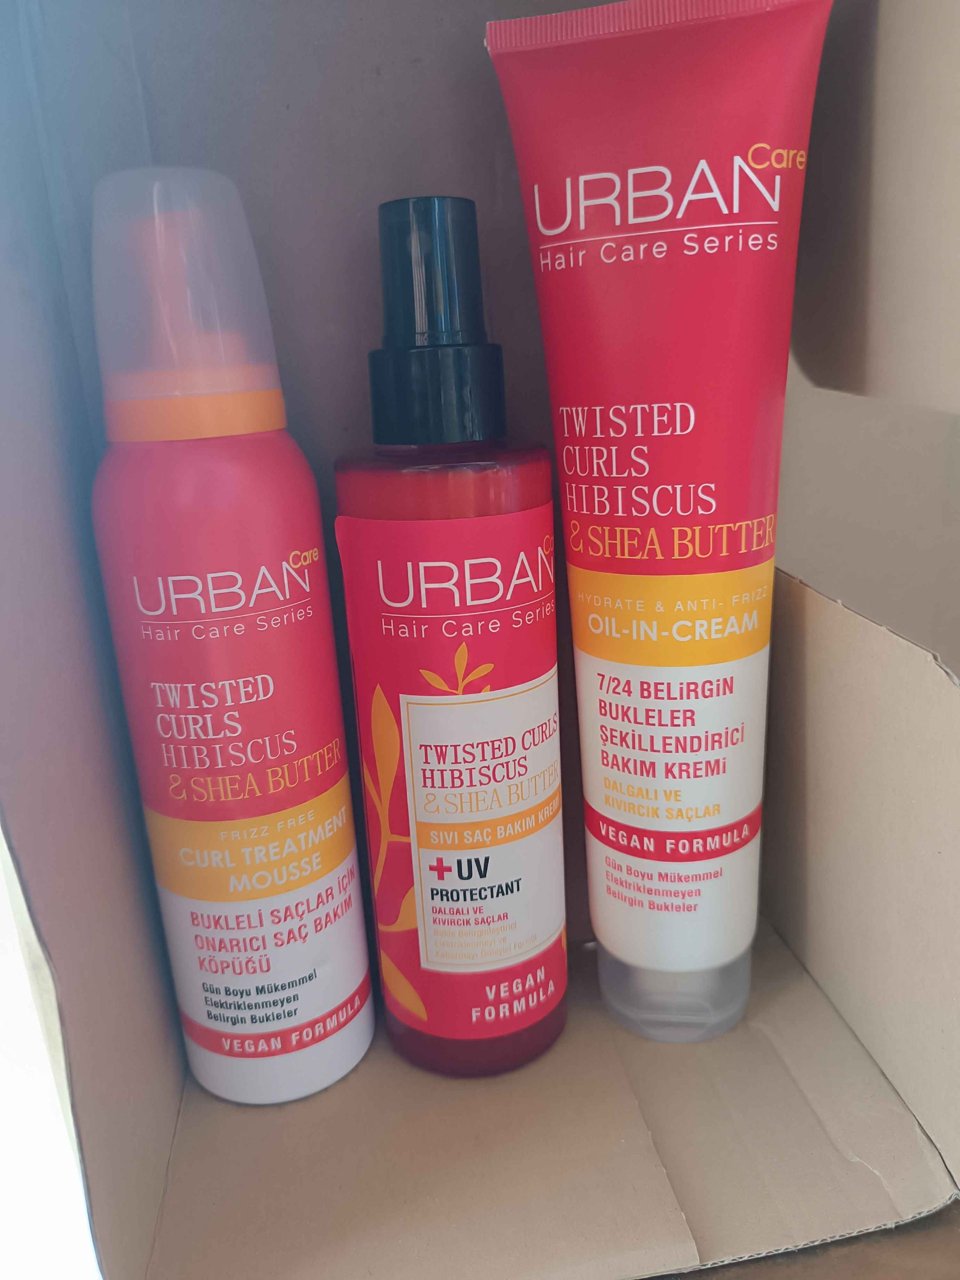 URBAN Care
Hair Care Series
TWISTED
CURLS
HIBISCUS
& SHEA BUTTER
FRIZZ FREE
CURL TREATMENT
MOUSSE
BUKLELİ SAÇLAR İÇİN
ONARICI SAÇ BAKIM
KÖPÜĞÜ
Gün Boyu Mükemmel
Elektriklenmeyen
Belirgin Bukleler
VEGAN FORMULA
URBAN
Hair Care Series
TWISTED CURLS
HIBISCUS
& SHEA BUTTER
SIVI SAÇ BAKIM KREMİ
+UV
PROTECTANT
DALGALI VE
KIVIRCIK SAÇLAR
VEGAN
FORMULA
URBAN Care
Hair Care Series
TWISTED
CURLS
HIBISCUS
& SHEA BUTTER
HYDRATE & ANTI- FRIZZ
OIL-IN-CREAM
7/24 BELiRGiN
BUKLELER
ŞEKİLLENDİRİCİ
BAKIM KREMi
DALGALI VE
KIVIRCIK SAÇLAR
VEGAN FORMULA
Gün Boyu Mükemmel
Elektriklenmeyen
Belirgin Bukleler